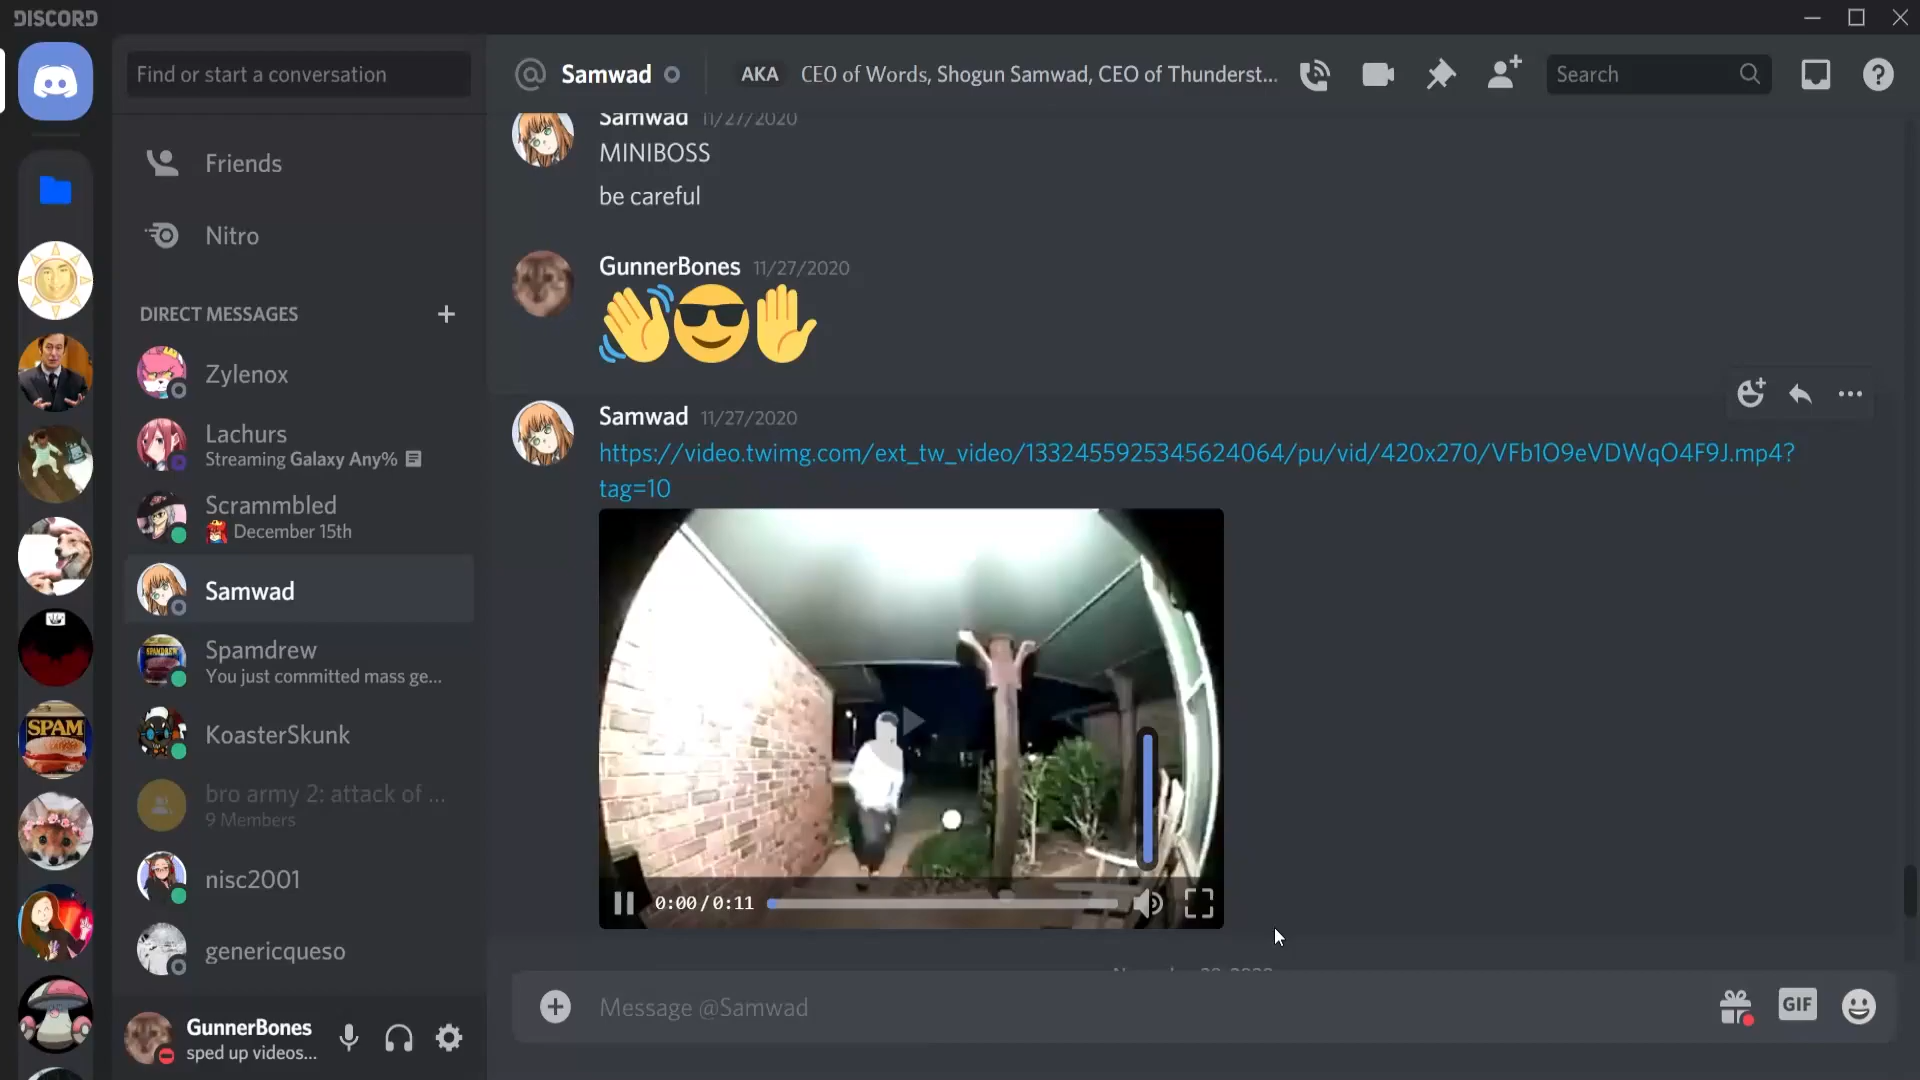 DISCORD
Find or start a conversation
Friends
Nitro
DIRECT MESSAGES
Zylenox
Lachurs
Streaming Galaxy Any%
Scrammbled
December 15th
Samwad
SPAMDREW
Spamdrew
You just committed mass ge...
KoasterSkunk
bro army 2: attack of ...
9 Members
nisc2001
genericqueso
SPAM
GunnerBones
sped up videos...
@ Samwad
AKA CEO of Words, Shogun Samwad, CEO of Thunderst...
Search
Samwad 11/27/2020
MINIBOSS
be careful
GunnerBones 11/27/2020
Samwad 11/27/2020
https://video.twimg.com/ext_tw_video/1332455925345624064/pu/vid/420x270/VFb1O9eVDWqO4F9J.mp4?
tag=10
0:00/0:11
Message @Samwad
GIF